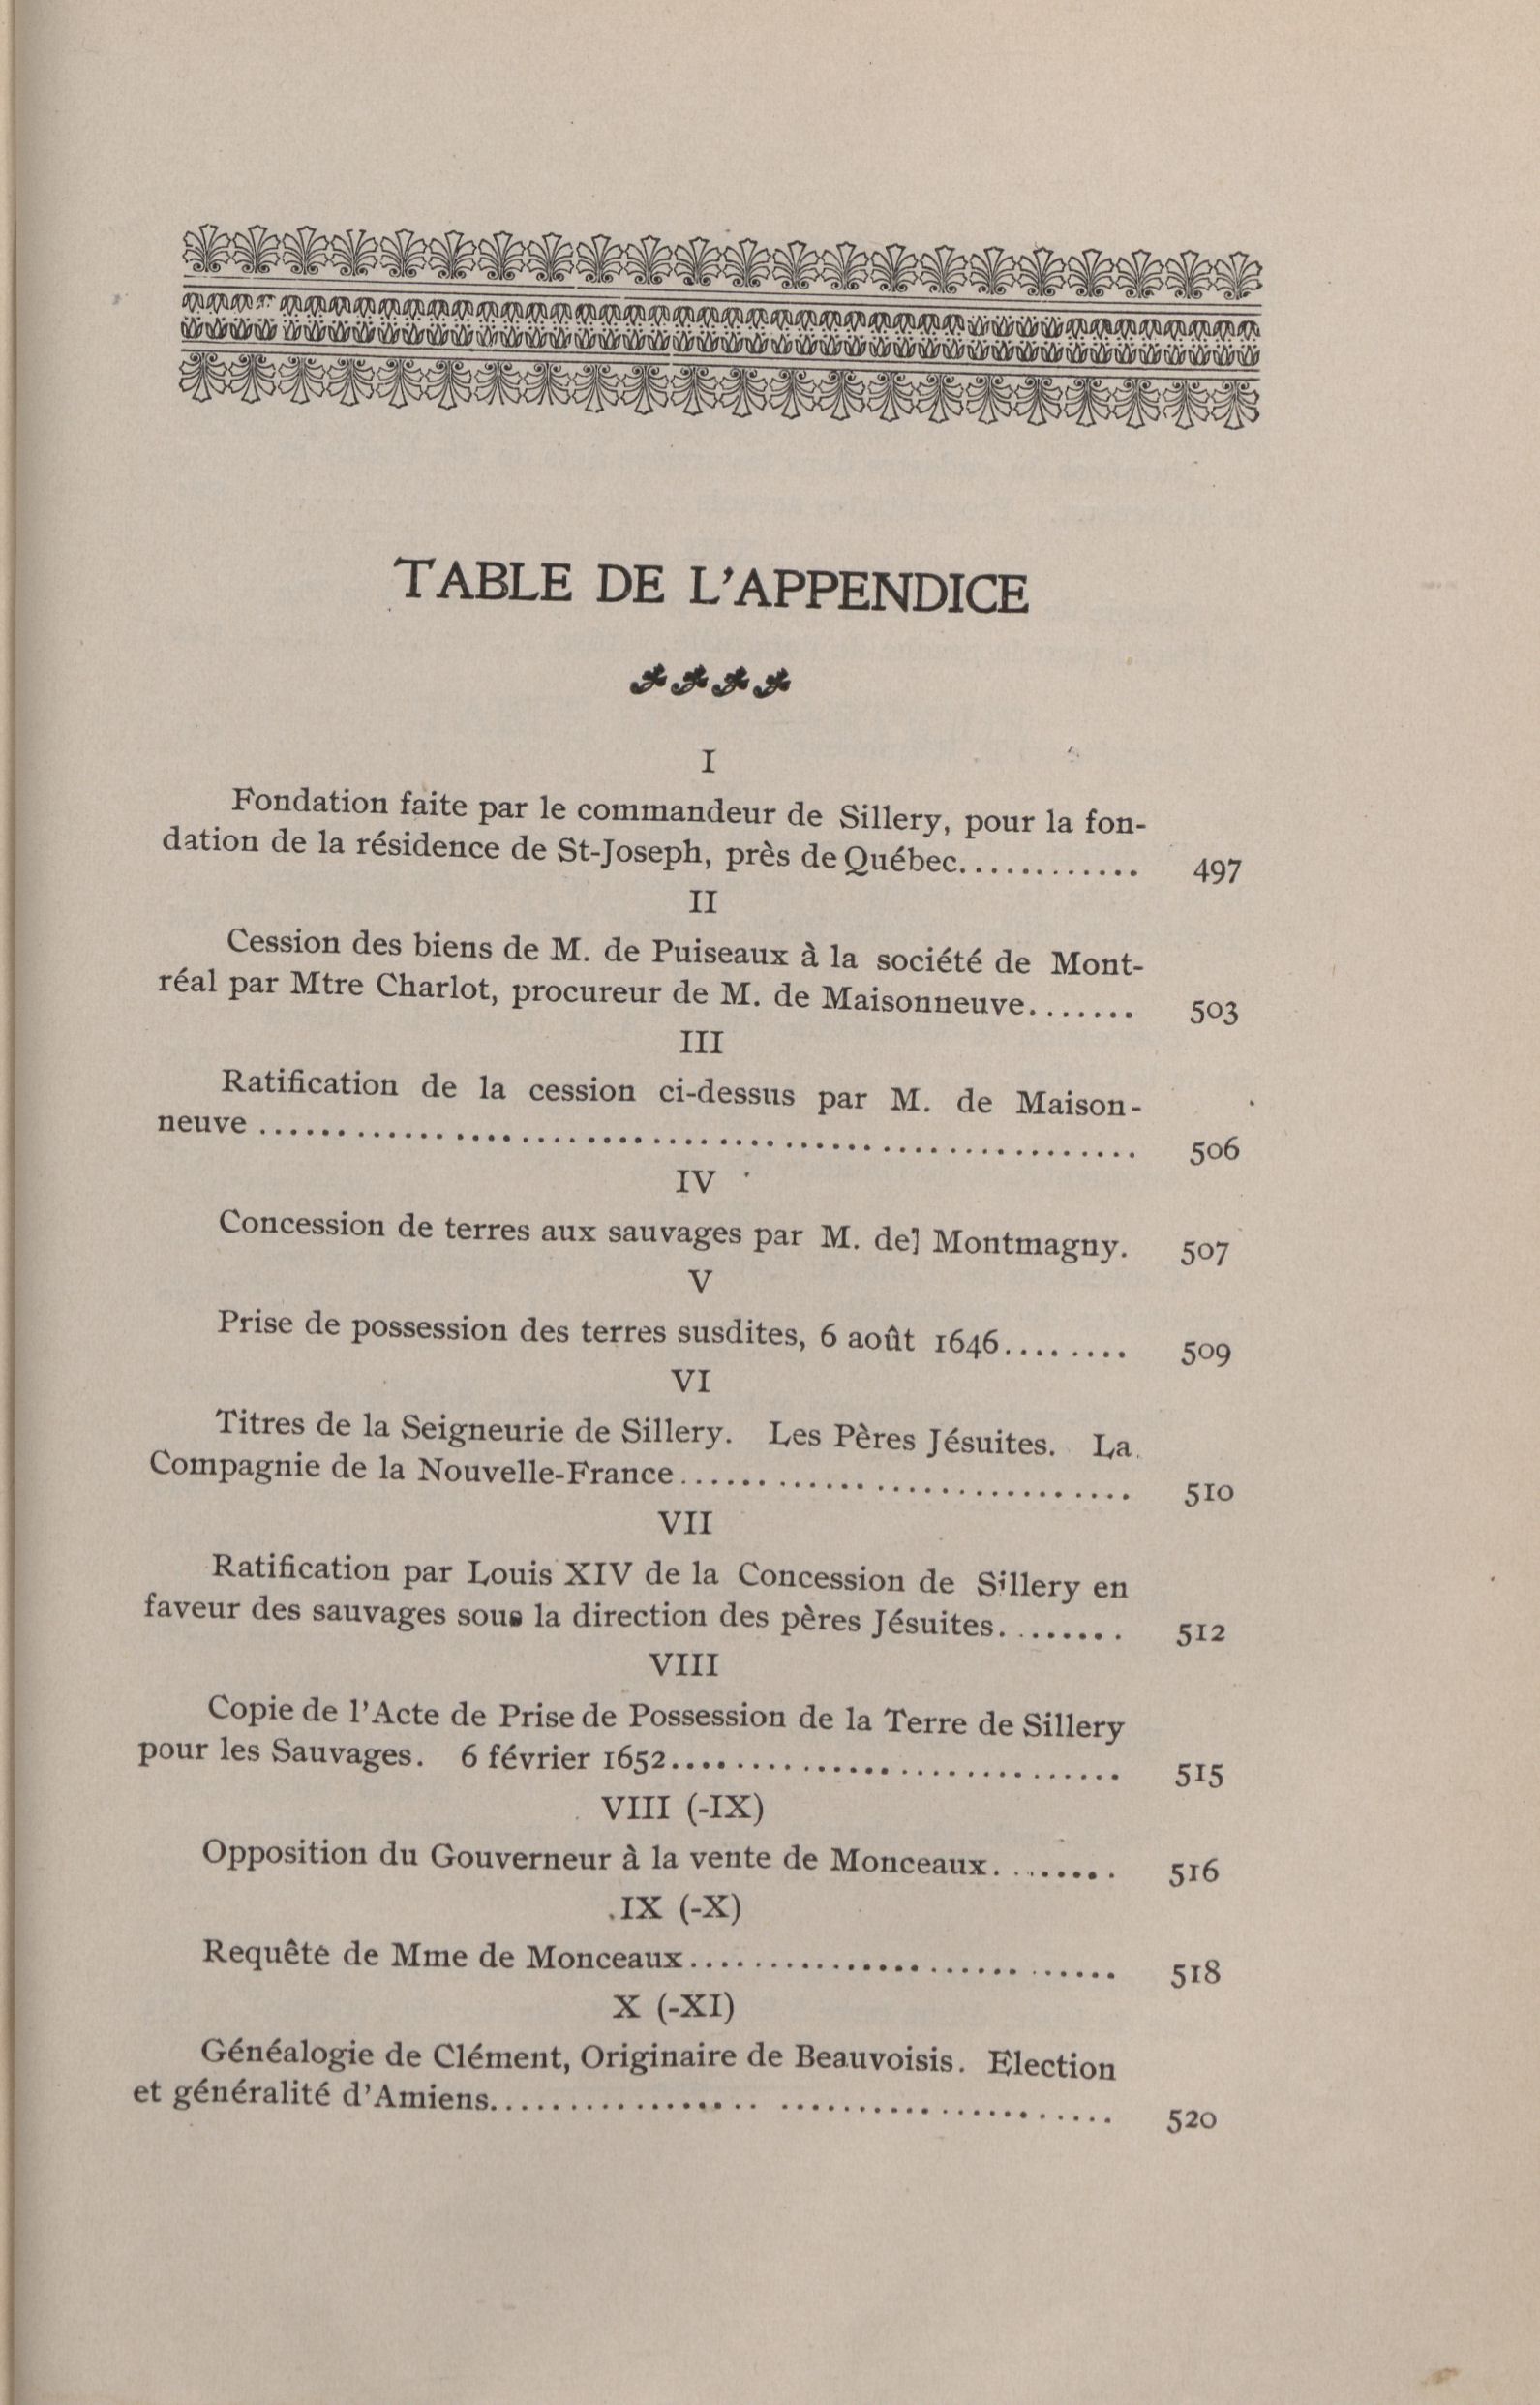 TABLE DE L'APPENDICE
I
Fondation faite par le commandeur de Sillery, pour la fon-
dation de la résidence de St-Joseph, près de Québec............ 497
II
Cession des biens de M. de Puiseaux à la société de Mont-
réal par Mtre Charlot, procureur de M. de Maisonneuve....... 503
III
Ratification de la cession ci-dessus par M. de Maison-
neuve ...................................................... 506
IV
Concession de terres aux sauvages par M. de] Montmagny. 507
V
Prise de possession des terres susdites, 6 août 1646........ 509
VI
Titres de la Seigneurie de Sillery. Les Pères Jésuites. La
Compagnie de la Nouvelle-France............................ 510
VII
Ratification par Louis XIV de la Concession de Sillery en
faveur des sauvages sous la direction des pères Jésuites........ 512
VIII
Copie de l'Acte de Prise de Possession de la Terre de Sillery
pour les Sauvages. 6 février 1652............................ 515
VIII (-IX)
Opposition du Gouverneur à la vente de Monceaux........ 516
IX (-X)
Requête de Mme de Monceaux.......................... 518
X (-XI)
Généalogie de Clément, Originaire de Beauvoisis. Election
et généralité d'Amiens...................................... 520